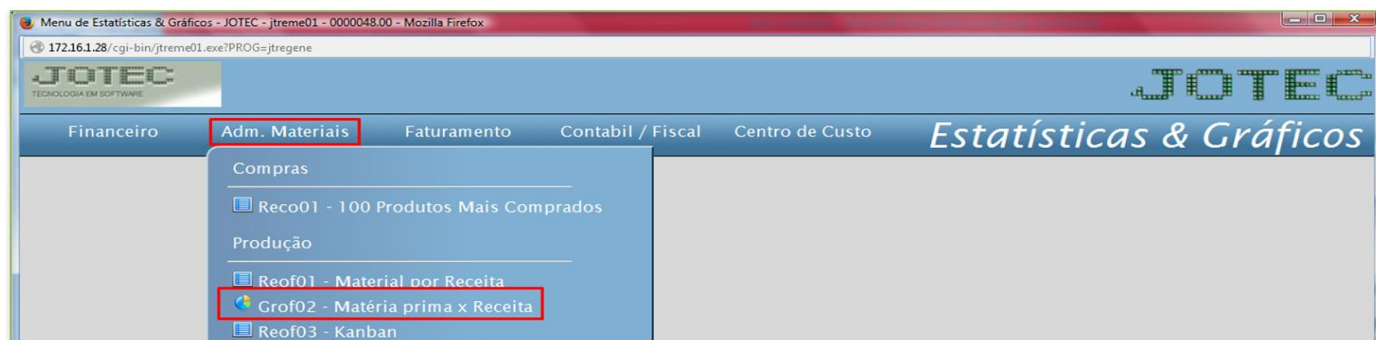 Menu de Estatísticas & Gráficos - JOTEC - jtreme01 - 0000048.00 - Mozilla Firefox
172.16.1.28/cgi-bin/jtreme01.exe?PROG=jtregene
JOTEC
TECNOLOGIA EM SOFTWARE
JOTEC
Financeiro Adm. Materiais Faturamento Contabil / Fiscal Centro de Custo Estatísticas & Gráficos
Compras
Reco01 - 100 Produtos Mais Comprados
Produção
Reof01 - Material por Receita
Grof02 - Matéria prima x Receita
Reof03 - Kanban